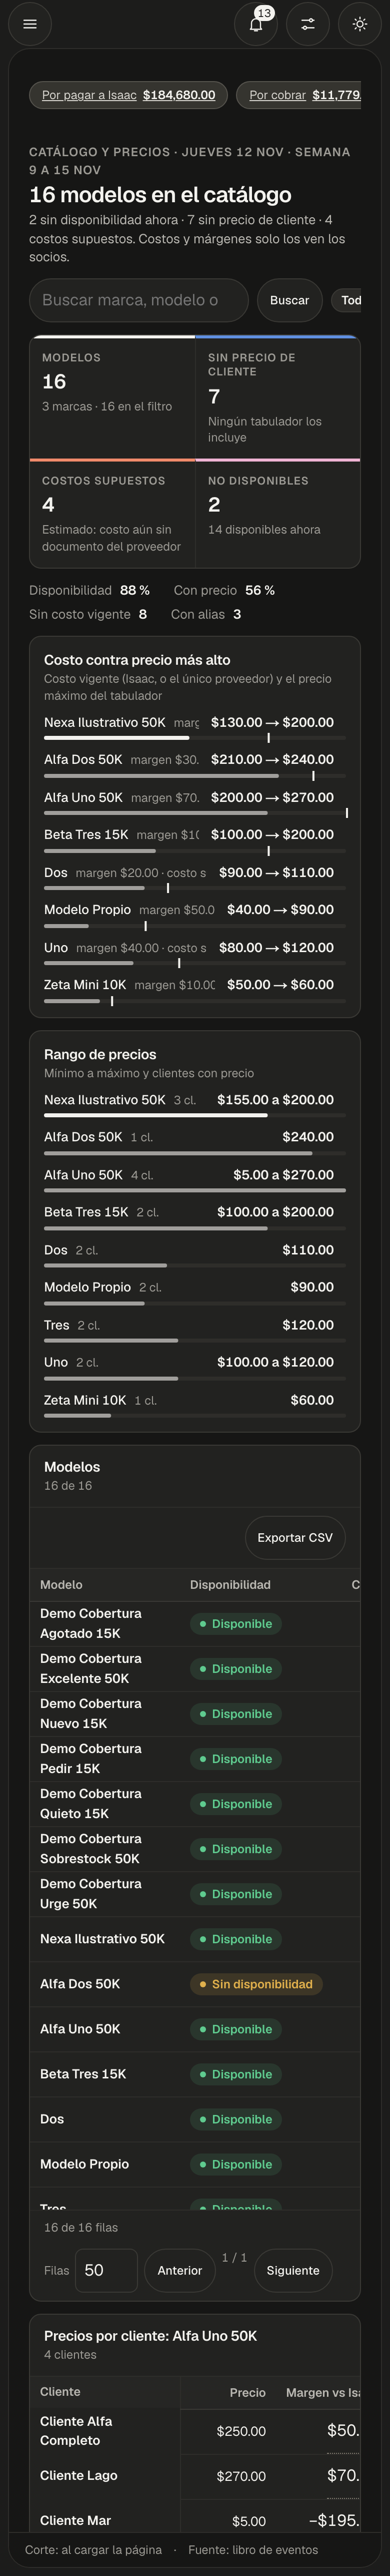 13
Por pagar a Isaac $184,680.00 Por cobrar $11,779.
CATÁLOGO Y PRECIOS · JUEVES 12 NOV · SEMANA
9 A 15 NOV
16 modelos en el catálogo
2 sin disponibilidad ahora · 7 sin precio de cliente · 4
costos supuestos. Costos y márgenes solo los ven los
socios.
Buscar marca, modelo o Buscar Tod
MODELOS
16
3 marcas · 16 en el filtro
SIN PRECIO DE
CLIENTE
7
Ningún tabulador los
incluye
COSTOS SUPUESTOS
4
Estimado: costo aún sin
documento del proveedor
NO DISPONIBLES
2
14 disponibles ahora
Disponibilidad 88 % Con precio 56 %
Sin costo vigente 8 Con alias 3
Costo contra precio más alto
Costo vigente (Isaac, o el único proveedor) y el precio
máximo del tabulador
Nexa Ilustrativo 50K marg $130.00 → $200.00
Alfa Dos 50K margen $30. $210.00 → $240.00
Alfa Uno 50K margen $70. $200.00 → $270.00
Beta Tres 15K margen $10 $100.00 → $200.00
Dos margen $20.00 · costo s $90.00 → $110.00
Modelo Propio margen $50.0 $40.00 → $90.00
Uno margen $40.00 · costo s $80.00 → $120.00
Zeta Mini 10K margen $10.00 $50.00 → $60.00
Rango de precios
Mínimo a máximo y clientes con precio
Nexa Ilustrativo 50K 3 cl. $155.00 a $200.00
Alfa Dos 50K 1 cl. $240.00
Alfa Uno 50K 4 cl. $5.00 a $270.00
Beta Tres 15K 2 cl. $100.00 a $200.00
Dos 2 cl. $110.00
Modelo Propio 2 cl. $90.00
Tres 2 cl. $120.00
Uno 2 cl. $100.00 a $120.00
Zeta Mini 10K 1 cl. $60.00
Modelos
16 de 16
Exportar CSV
Modelo Disponibilidad C
Demo Cobertura
Agotado 15K Disponible
Demo Cobertura
Excelente 50K Disponible
Demo Cobertura
Nuevo 15K Disponible
Demo Cobertura
Pedir 15K Disponible
Demo Cobertura
Quieto 15K Disponible
Demo Cobertura
Sobrestock 50K Disponible
Demo Cobertura
Urge 50K Disponible
Nexa Ilustrativo 50K Disponible
Alfa Dos 50K Sin disponibilidad
Alfa Uno 50K Disponible
Beta Tres 15K Disponible
Dos Disponible
Modelo Propio Disponible
Tres Disponible
16 de 16 filas
Filas 50 Anterior 1 / 1 Siguiente
Precios por cliente: Alfa Uno 50K
4 clientes
Cliente Precio Margen vs Isa
Cliente Alfa
Completo $250.00 $50.
Cliente Lago $270.00 $70.
Cliente Mar $5.00 −$195.
Corte: al cargar la página · Fuente: libro de eventos